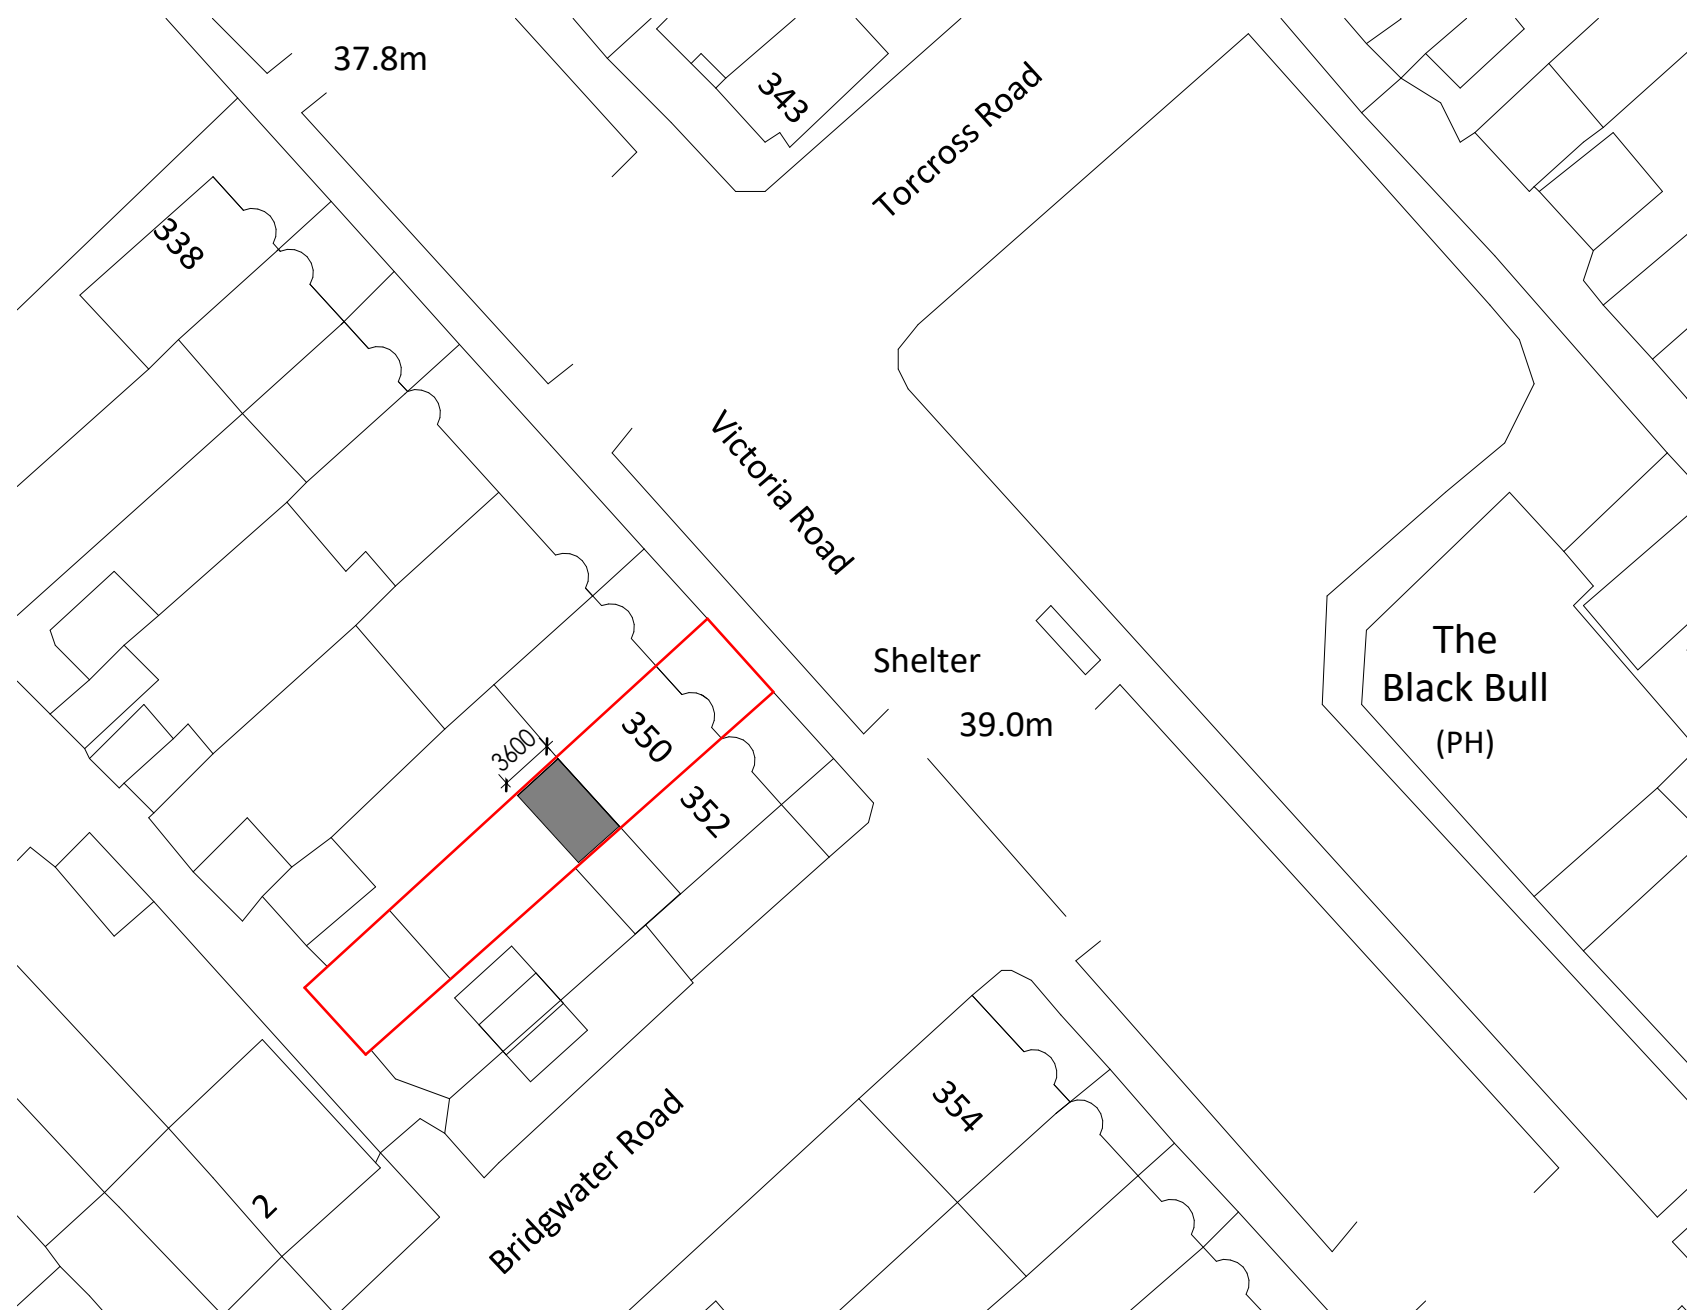 37.8m
343
Torcross Road
338
Victoria Road
Shelter
39.0m
The
Black Bull
(PH)
3600
350
352
354
Bridgwater Road
2